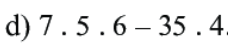 d) 7 . 5 . 6 – 35 . 4.